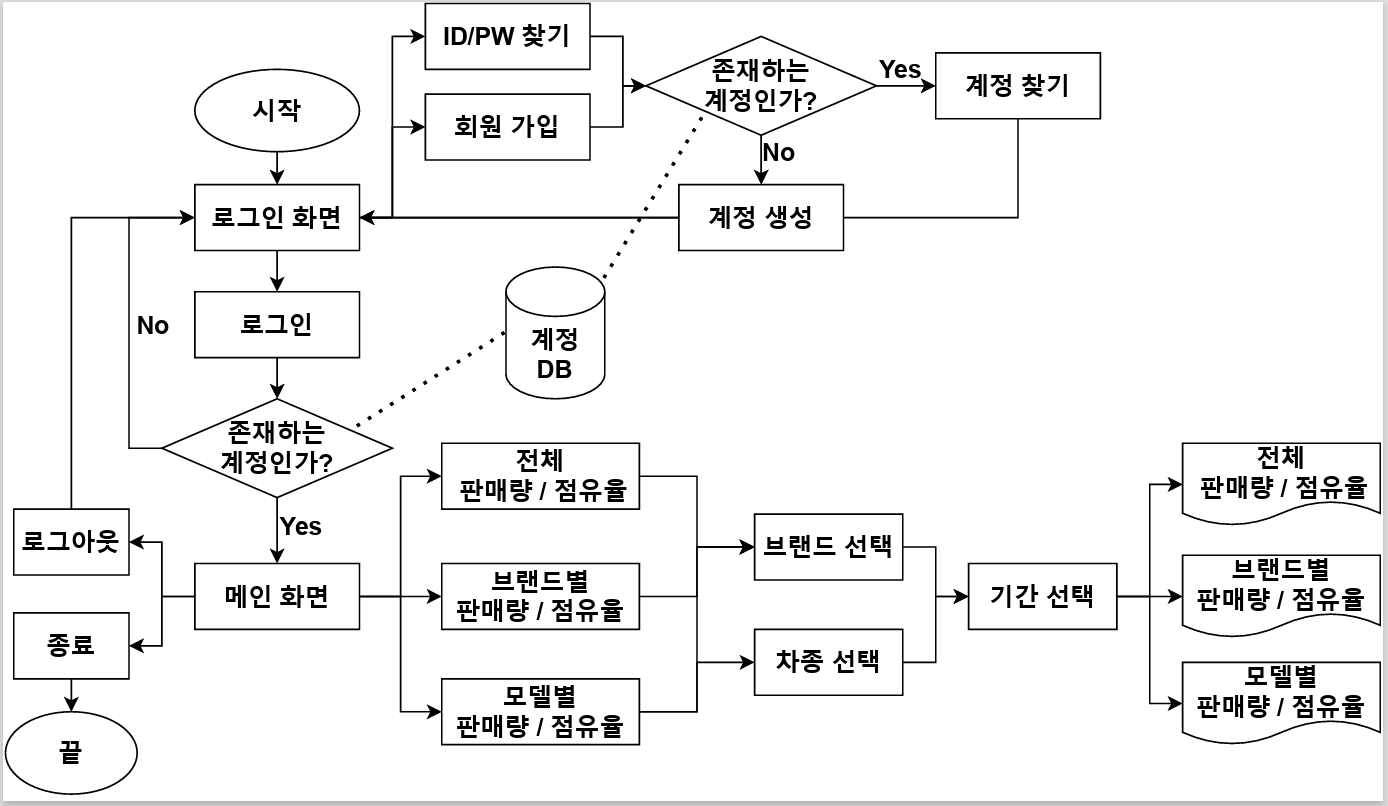 ID/PW 찾기
존재하는
계정인가?
Yes
계정 찾기
시작
회원 가입
No
로그인 화면
계정 생성
로그인
No
계정
DB
존재하는
계정인가?
Yes
전체
판매량 / 점유율
전체
판매량 / 점유율
로그아웃
브랜드 선택
메인 화면
브랜드별
판매량 / 점유율
기간 선택
브랜드별
판매량 / 점유율
종료
차종 선택
모델별
판매량 / 점유율
모델별
판매량 / 점유율
끝